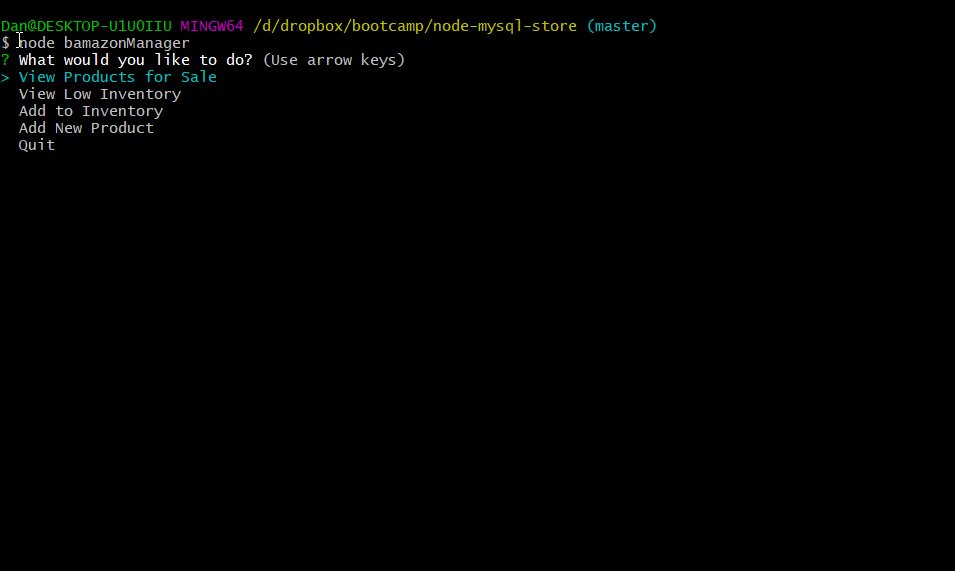 Dan@DESKTOP-U1U0IIU MINGW64 /d/dropbox/bootcamp/node-mysql-store (master)
$ node bamazonManager
? What would you like to do? (Use arrow keys)
> View Products for Sale
View Low Inventory
Add to Inventory
Add New Product
Quit